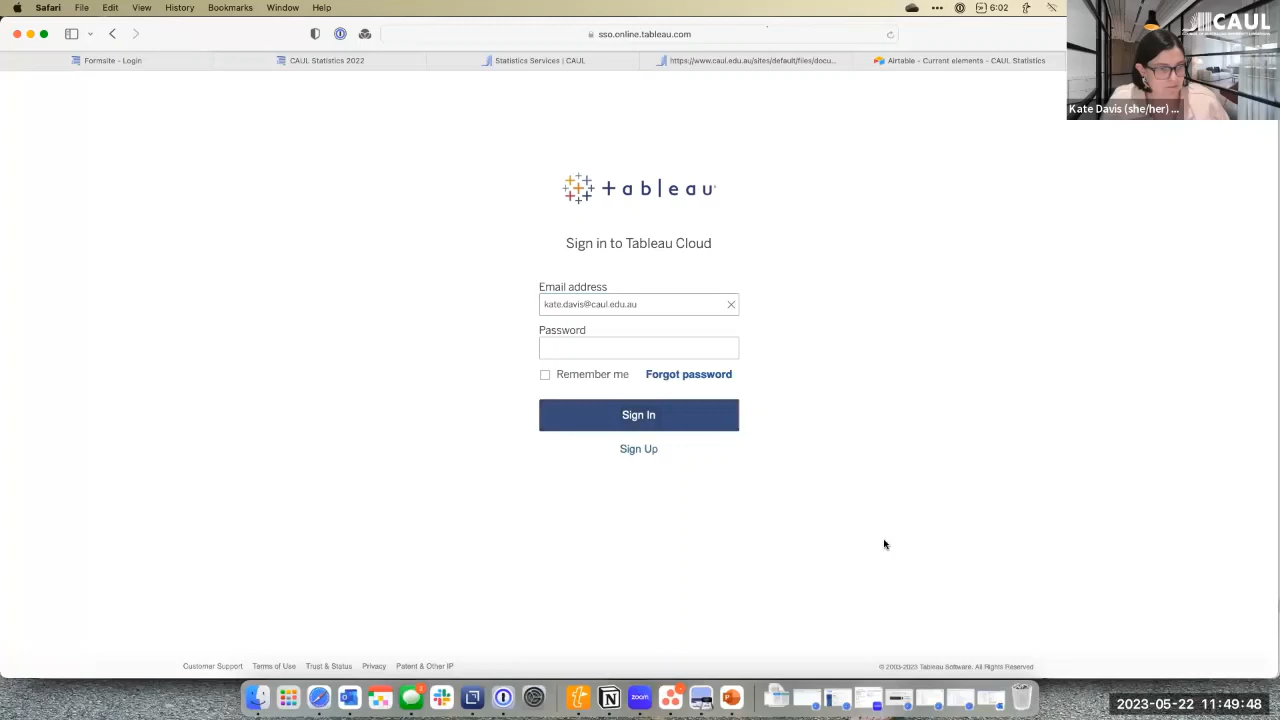 Safari File Edit View History Bookmarks Window Help 6:02
sso.online.tableau.com
CAUL
Formsite - Login CAUL Statistics 2022 Statistics Services | CAUL https://www.caul.edu.au/sites/default/files/docu... Airtable - Current elements - CAUL Statistics
Kate Davis (she/her) ...
+ableau
Sign in to Tableau Cloud
Email address
kate.davis@caul.edu.au
Password
Remember me Forgot password
Sign In
Sign Up
Customer Support Terms of Use Trust & Status Privacy Patent & Other IP © 2003-2023 Tableau Software. All Rights Reserved
zoom
2023-05-22 11:49:48